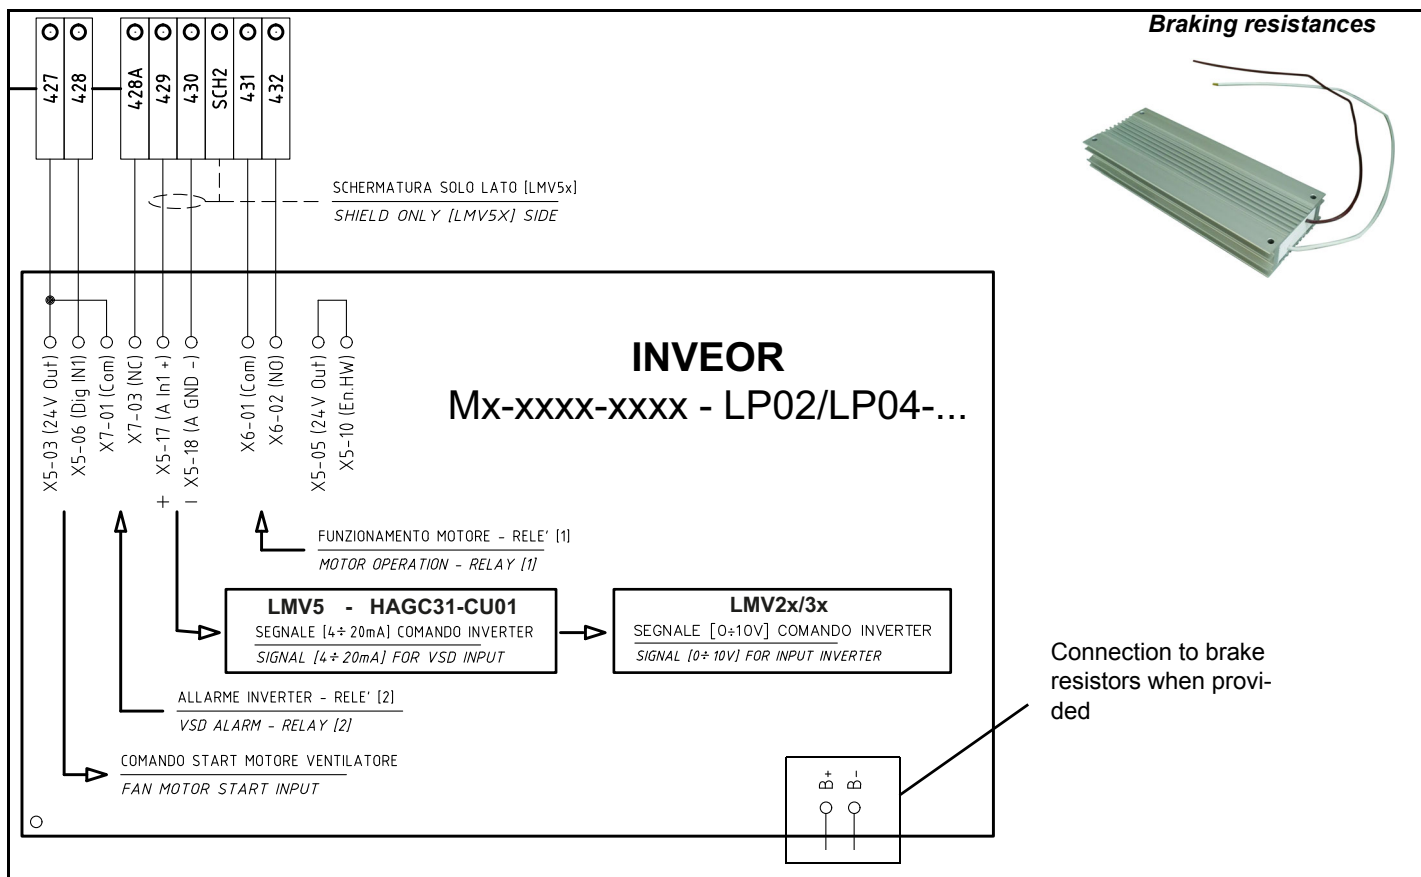 Braking resistances
427
428
428A
429
430
SCH2
431
432
SCHERMATURA SOLO LATO [LMV5x]
SHIELD ONLY [LMV5X] SIDE
X5-03 (24V Out)
X5-06 (Dig IN1)
X7-01 (Com)
X7-03 (NC)
+ X5-17 (A In1 +)
- X5-18 (A GND -)
X6-01 (Com)
X6-02 (NO)
X5-05 (24V Out)
X5-10 (En.HW)
INVEOR
Mx-xxxx-xxxx - LP02/LP04-...
FUNZIONAMENTO MOTORE - RELE' [1]
MOTOR OPERATION - RELAY [1]
LMV5 - HAGC31-CU01
SEGNALE [4÷20mA] COMANDO INVERTER
SIGNAL [4÷20mA] FOR VSD INPUT
LMV2x/3x
SEGNALE [0÷10V] COMANDO INVERTER
SIGNAL [0÷10V] FOR INPUT INVERTER
Connection to brake
resistors when provi-
ded
ALLARME INVERTER - RELE' [2]
VSD ALARM - RELAY [2]
COMANDO START MOTORE VENTILATORE
FAN MOTOR START INPUT
B+
B-